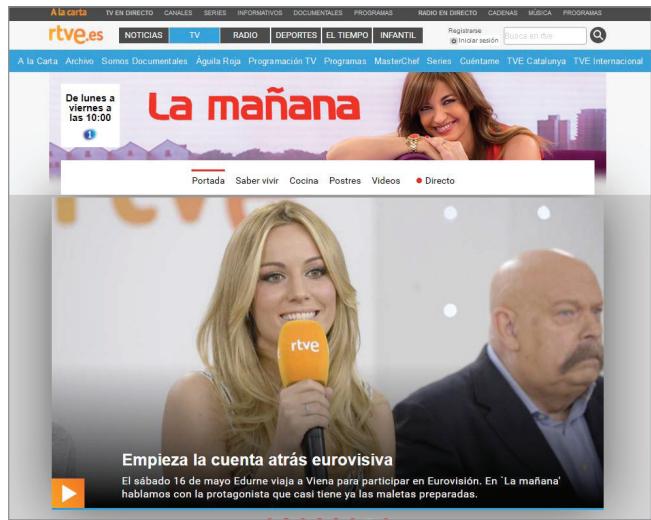 A la carta TV EN DIRECTO CANALES SERIES INFORMATIVOS DOCUMENTALES PROGRAMAS RADIO EN DIRECTO CADENAS MÚSICA PROGRAMAS
rtve.es NOTICIAS TV RADIO DEPORTES EL TIEMPO INFANTIL Registrarse Iniciar sesión Busca en rtve
A la Carta Archivo Somos Documentales Águila Roja Programación TV Programas MasterChef Series Cuéntame TVE Catalunya TVE Internacional
De lunes a
viernes a
las 10:00
1
La mañana
Portada Saber vivir Cocina Postres Videos Directo
rtve
rtve
Empieza la cuenta atrás eurovisiva
El sábado 16 de mayo Edurne viaja a Viena para participar en Eurovisión. En `La mañana'
hablamos con la protagonista que casi tiene ya las maletas preparadas.